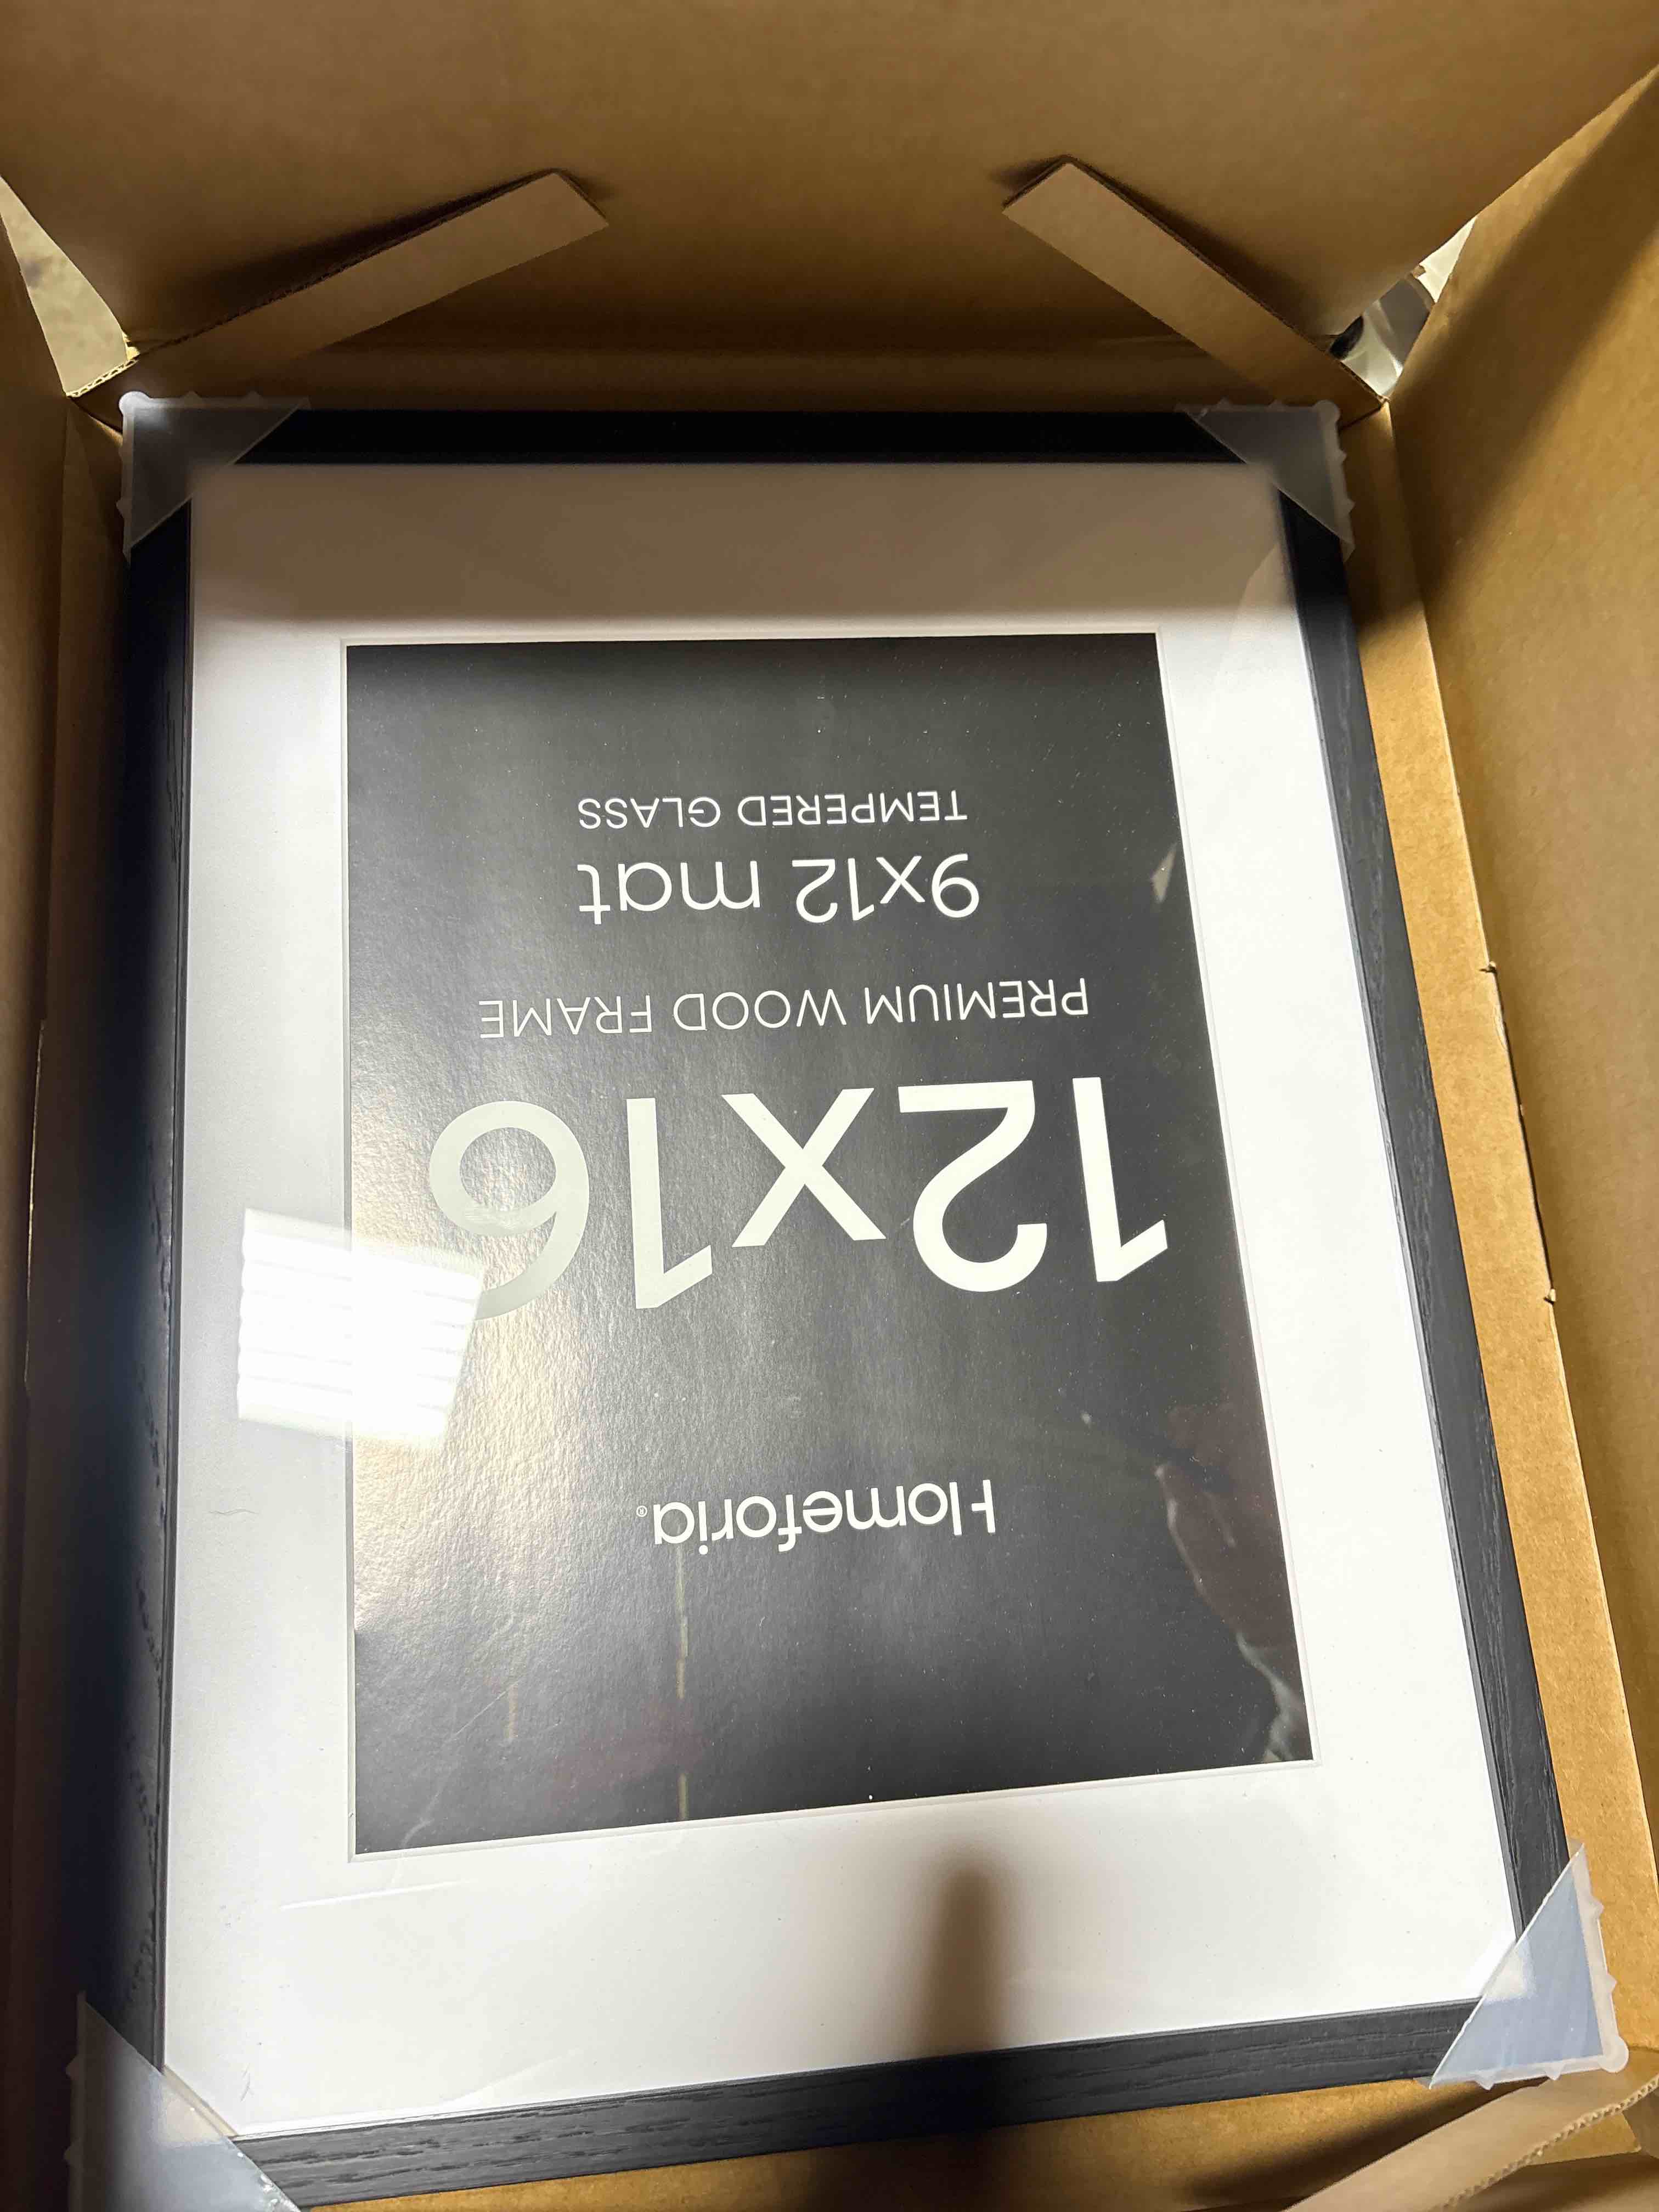 Homeforia®
12x16
PREMIUM WOOD FRAME
9x12 mat
TEMPERED GLASS